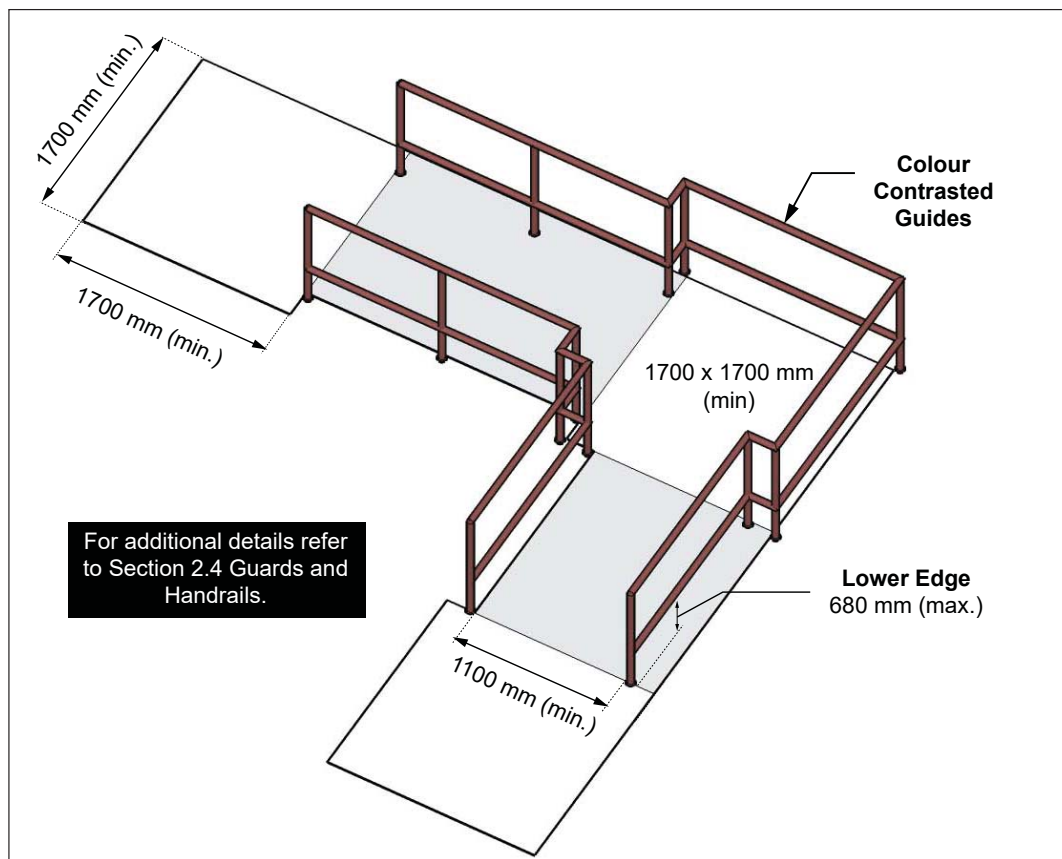 1700 mm (min.)
1700 mm (min.)
Colour
Contrasted
Guides
1700 x 1700 mm
(min)
For additional details refer
to Section 2.4 Guards and
Handrails.
Lower Edge
680 mm (max.)
1100 mm (min.)